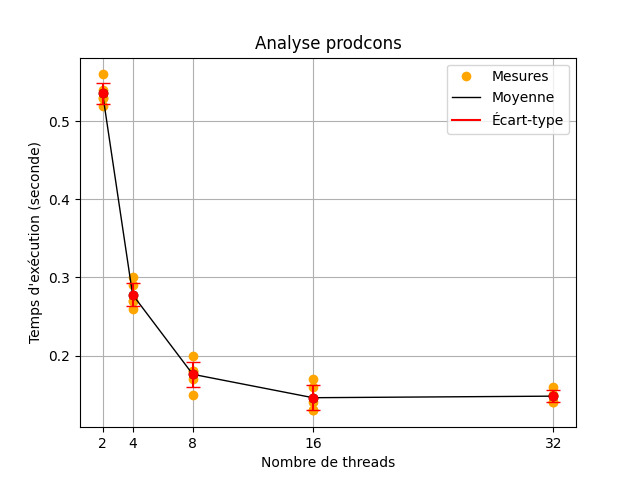 Analyse prodcons
Mesures
Moyenne
Écart-type
Temps d'exécution (seconde)
0.5
0.4
0.3
0.2
2 4 8 16 32
Nombre de threads